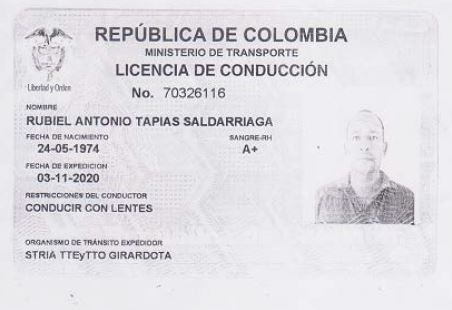 REPÚBLICA DE COLOMBIA
MINISTERIO DE TRANSPORTE
LICENCIA DE CONDUCCIÓN
Libertad y Orden
No. 70326116
NOMBRE
RUBIEL ANTONIO TAPIAS SALDARRIAGA
FECHA DE NACIMIENTO SANGRE-RH
24-05-1974 A+
FECHA DE EXPEDICION
03-11-2020
RESTRICCIONES DEL CONDUCTOR
CONDUCIR CON LENTES
ORGANISMO DE TRÁNSITO EXPEDIDOR
STRIA TTEyTTO GIRARDOTA